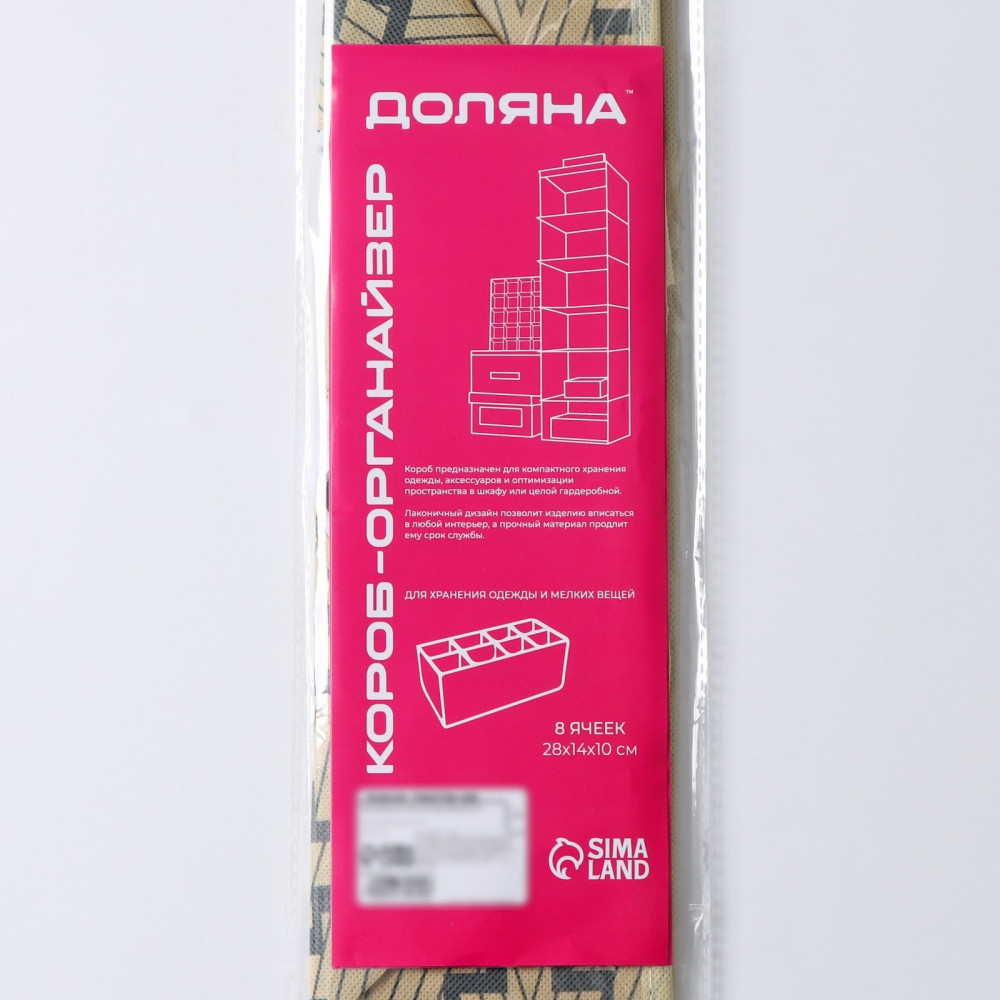 ДОЛЯНА™
КОРОБ-ОРГАНАЙЗЕР
Короб предназначен для компактного хранения
одежды, аксессуаров и оптимизации
пространства в шкафу или целой гардеробной.
Лаконичный дизайн позволит изделию вписаться
в любой интерьер, а прочный материал продлит
ему срок службы.
ДЛЯ ХРАНЕНИЯ ОДЕЖДЫ И МЕЛКИХ ВЕЩЕЙ
8 ЯЧЕЕК
28х14х10 см
SIMA
LAND